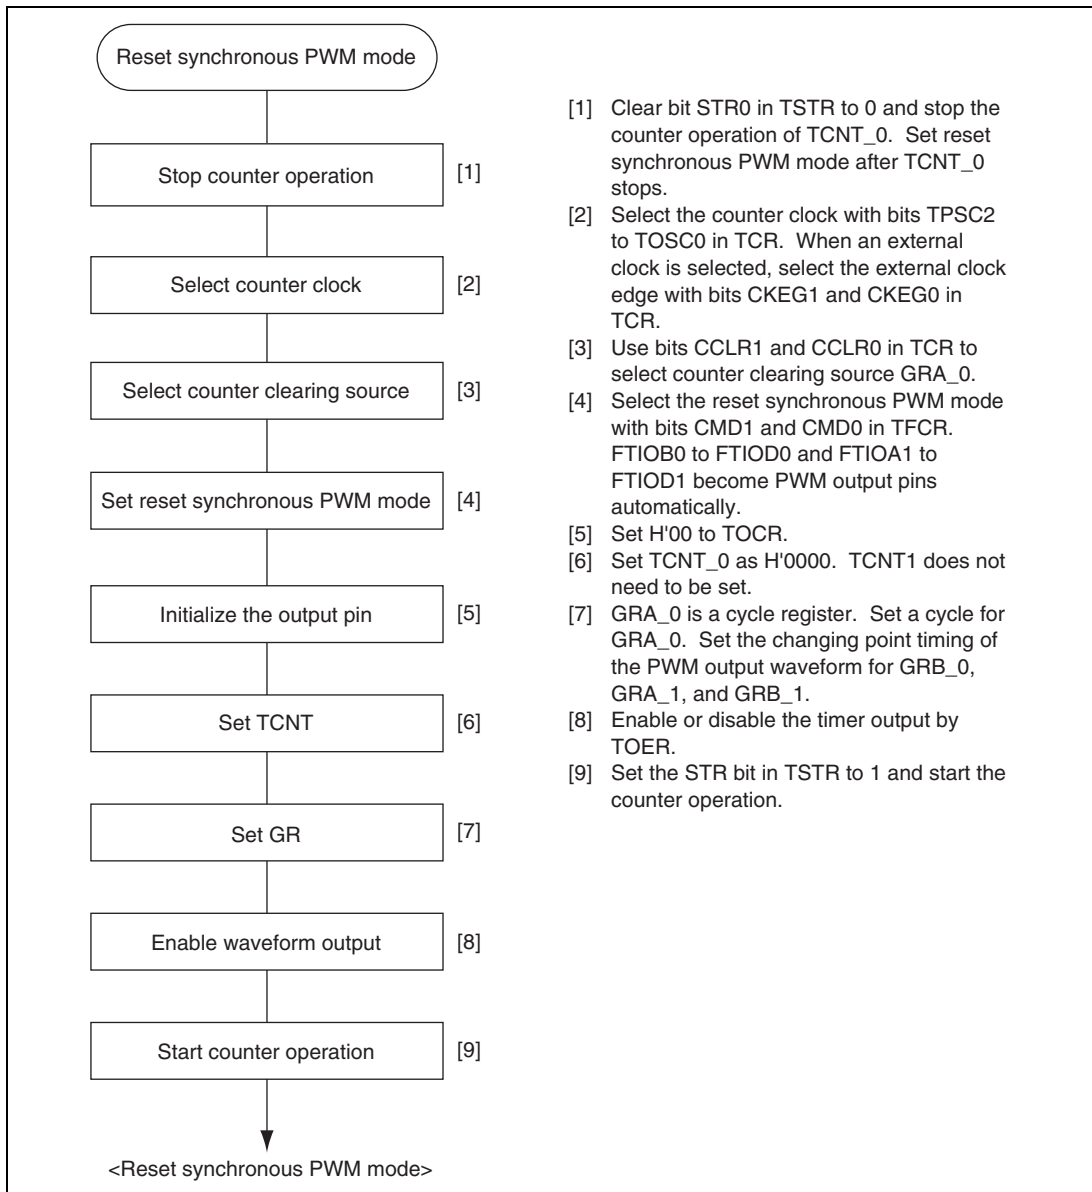 Reset synchronous PWM mode
Stop counter operation [1]
Select counter clock [2]
Select counter clearing source [3]
Set reset synchronous PWM mode [4]
Initialize the output pin [5]
Set TCNT [6]
Set GR [7]
Enable waveform output [8]
Start counter operation [9]
<Reset synchronous PWM mode>
[1] Clear bit STR0 in TSTR to 0 and stop the
counter operation of TCNT_0. Set reset
synchronous PWM mode after TCNT_0
stops.
[2] Select the counter clock with bits TPSC2
to TOSC0 in TCR. When an external
clock is selected, select the external clock
edge with bits CKEG1 and CKEG0 in
TCR.
[3] Use bits CCLR1 and CCLR0 in TCR to
select counter clearing source GRA_0.
[4] Select the reset synchronous PWM mode
with bits CMD1 and CMD0 in TFCR.
FTIOB0 to FTIOD0 and FTIOA1 to
FTIOD1 become PWM output pins
automatically.
[5] Set H'00 to TOCR.
[6] Set TCNT_0 as H'0000. TCNT1 does not
need to be set.
[7] GRA_0 is a cycle register. Set a cycle for
GRA_0. Set the changing point timing of
the PWM output waveform for GRB_0,
GRA_1, and GRB_1.
[8] Enable or disable the timer output by
TOER.
[9] Set the STR bit in TSTR to 1 and start the
counter operation.